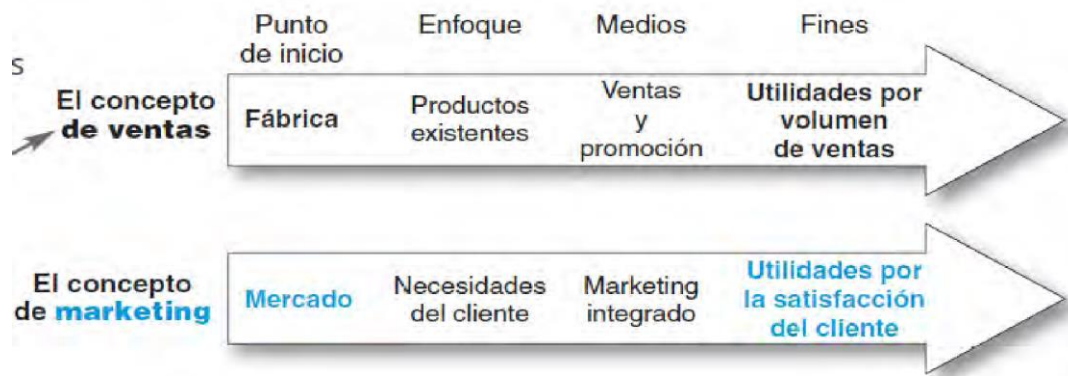 Punto
de inicio
Enfoque
Medios
Fines
s
El concepto
de ventas
Fábrica
Productos
existentes
Ventas
y
promoción
Utilidades por
volumen
de ventas
El concepto
de marketing
Mercado
Necesidades
del cliente
Marketing
integrado
Utilidades por
la satisfacción
del cliente